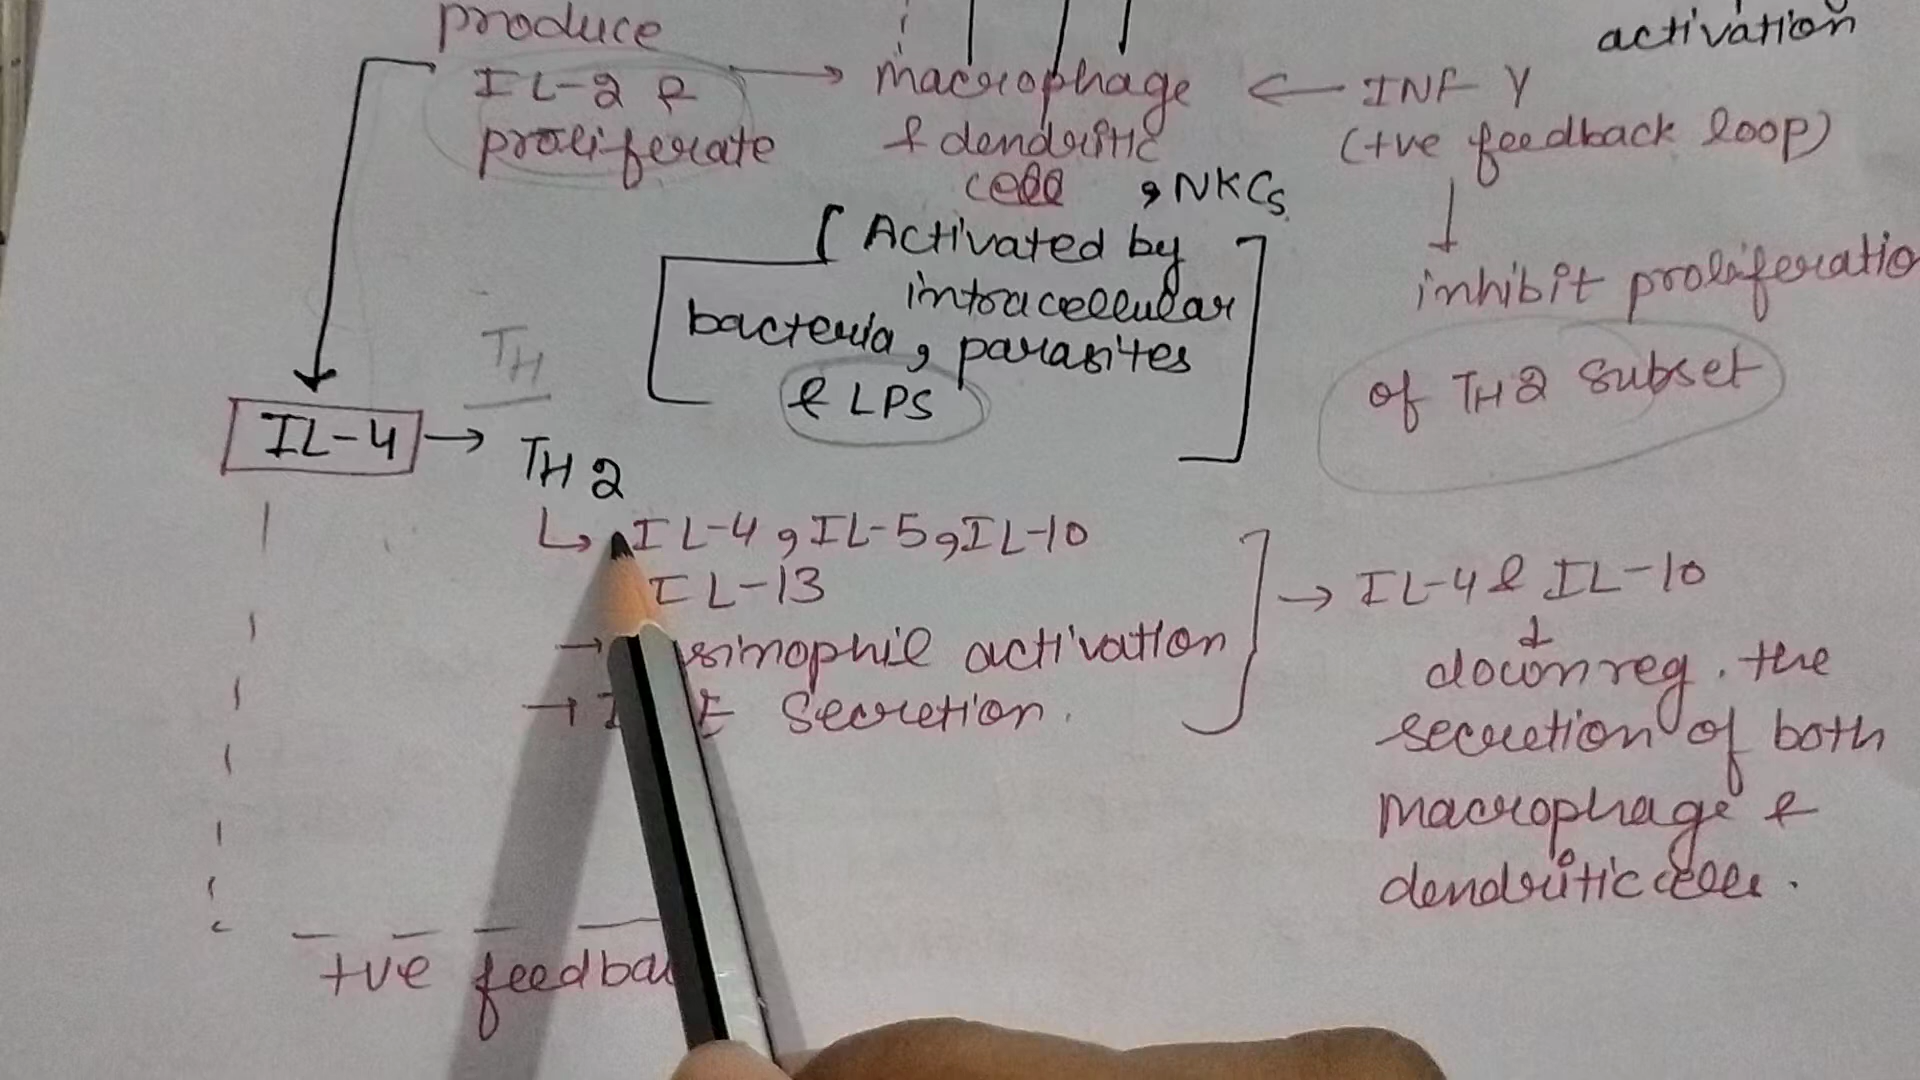 produce
activation
IL-2 &
proliferate
macrophage
& dendritic
cell , NKCs
INF γ
(+ve feedback loop)
inhibit proliferatio
of TH2 subset
[ Activated by
intracellular
bacteria, parasites
& LPS ]
TH
IL-4 → TH2
IL-4, IL-5, IL-10
IL-13
→ sinophil activation
→ I E Secretion.
→ IL-4 & IL-10
downreg. the
secretion of both
macrophage &
dendritic cells.
+ve feedba